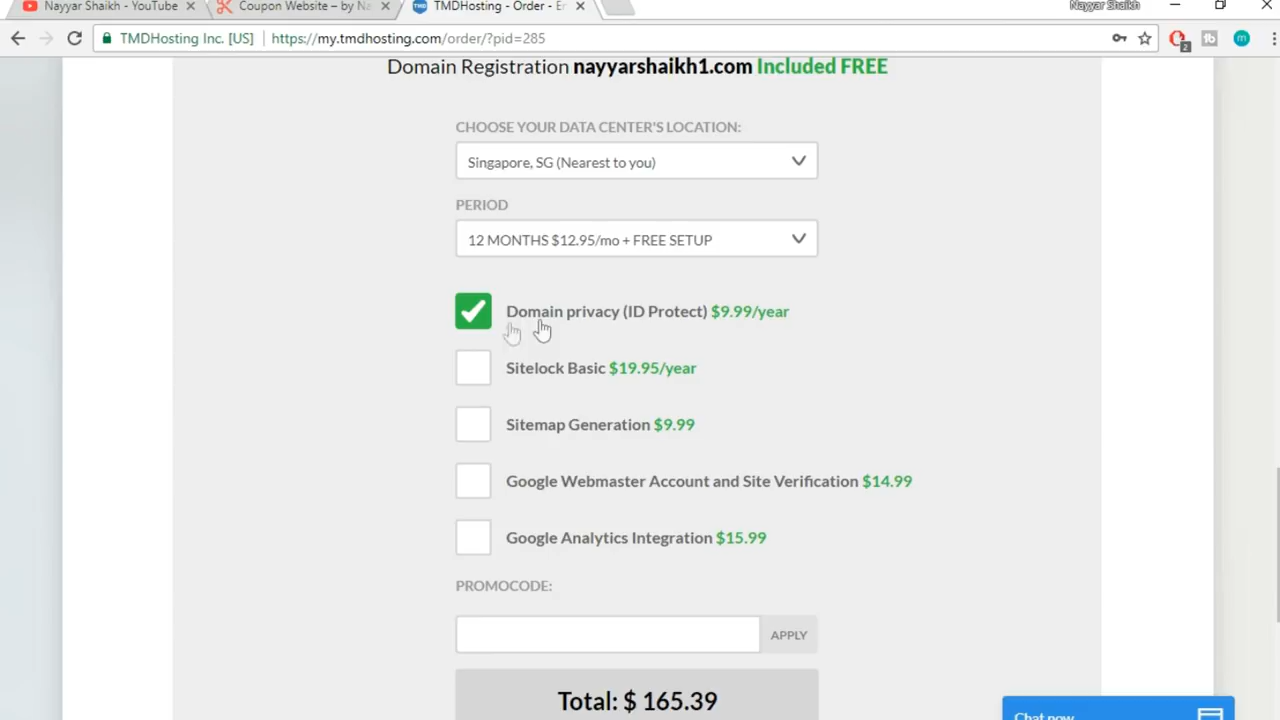 Nayyar Shaikh - YouTube
Coupon Website – by Na
TMDHosting - Order - En
Nayyar Shaikh
TMDHosting Inc. [US]
https://my.tmdhosting.com/order/?pid=285
2
m
Domain Registration nayyarshaikh1.com Included FREE
CHOOSE YOUR DATA CENTER'S LOCATION:
Singapore, SG (Nearest to you)
PERIOD
12 MONTHS $12.95/mo + FREE SETUP
Domain privacy (ID Protect) $9.99/year
Sitelock Basic $19.95/year
Sitemap Generation $9.99
Google Webmaster Account and Site Verification $14.99
Google Analytics Integration $15.99
PROMOCODE:
APPLY
Total: $ 165.39
Chat now